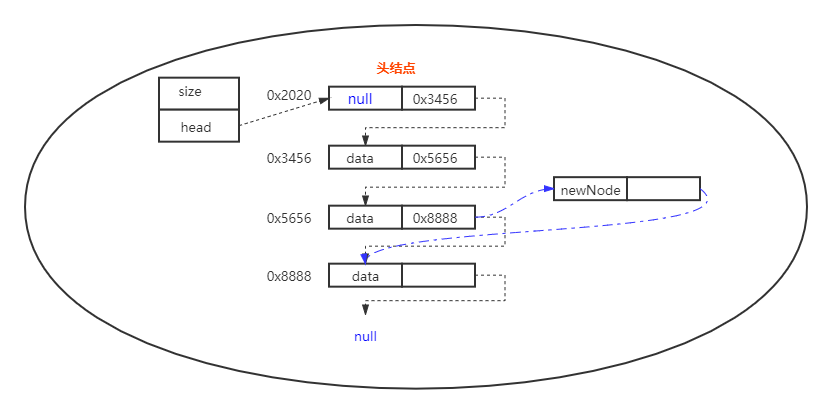 头结点
size
0x2020
null
0x3456
head
0x3456
data
0x5656
newNode
0x5656
data
0x8888
0x8888
data
null